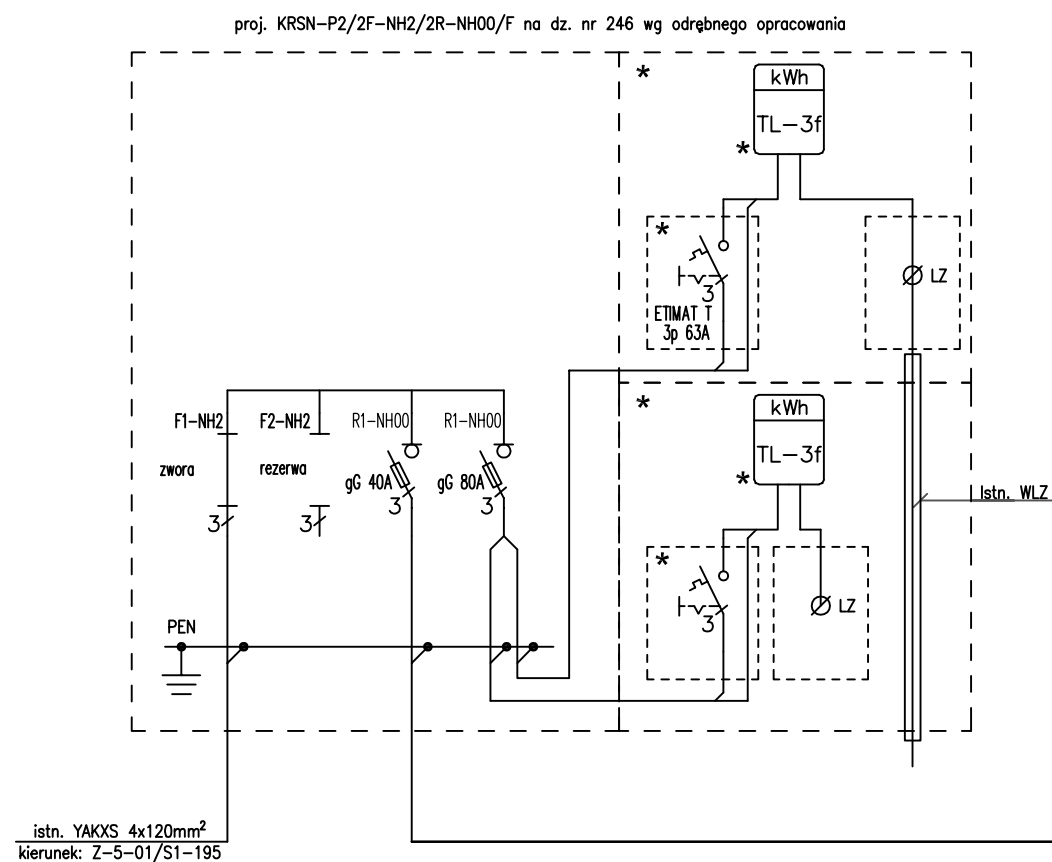 proj. KRSN-P2/2F-NH2/2R-NH00/F na dz. nr 246 wg odrębnego opracowania
*
kWh
TL-3f
*
*
3
ETIMAT T
3p 63A
LZ
*
kWh
TL-3f
*
F1-NH2
F2-NH2
R1-NH00
R1-NH00
zwora
rezerwa
gG 40A
gG 80A
3
3
3
3
Istn. WLZ
*
3
LZ
PEN
istn. YAKXS 4x120mm²
kierunek: Z-5-01/S1-195